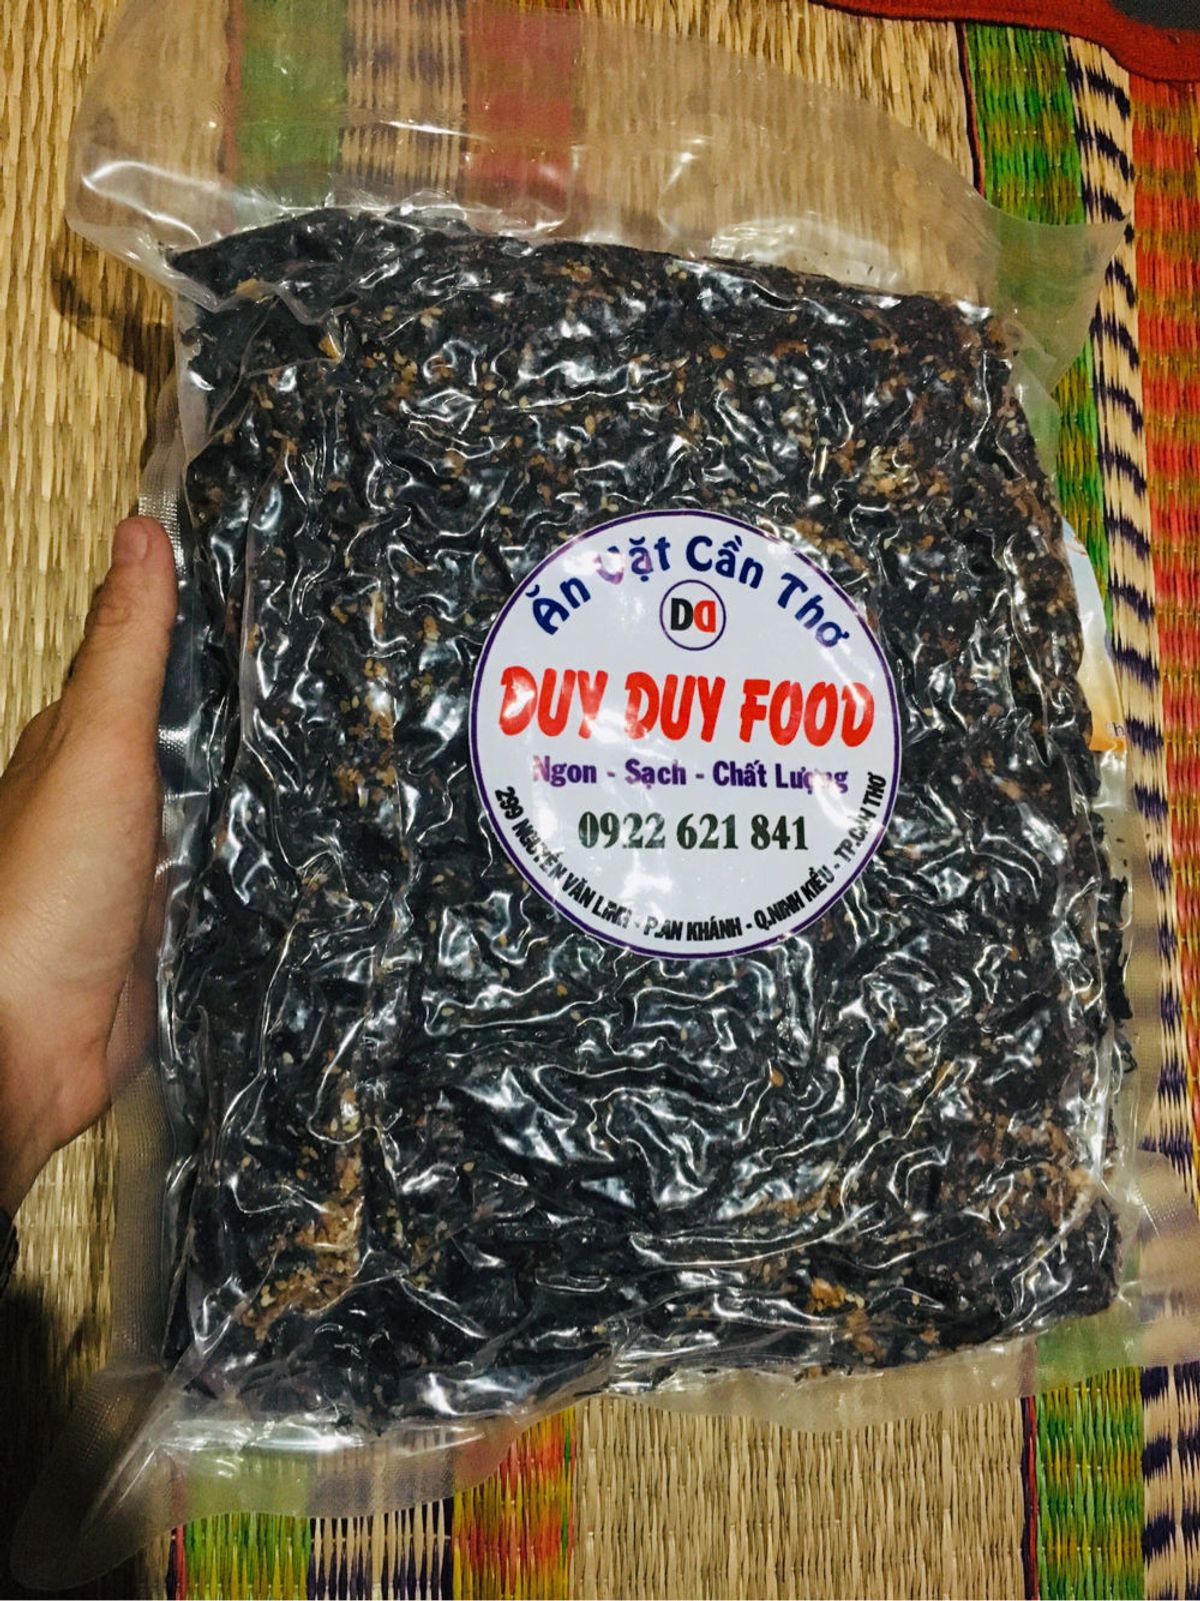 Ăn Vặt Cần Thơ
DD
DUY DUY FOOD
Ngon - Sạch - Chất Lượng
0922 621 841
299 NGUYỄN VĂN LINH - P.AN KHÁNH - Q.NINH KIỀU - TP.CẦN THƠ